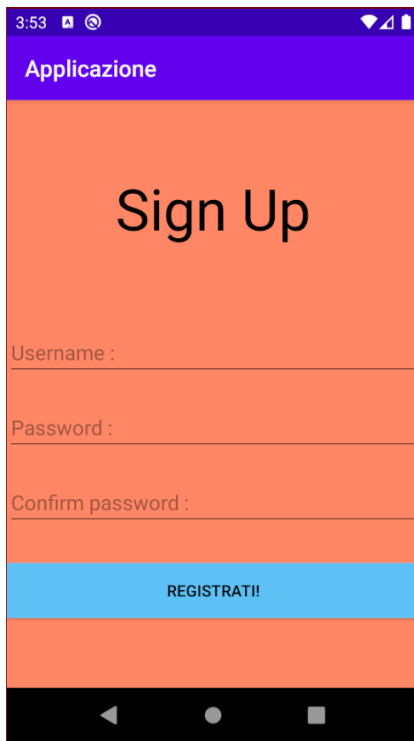 3:53
Applicazione
Sign Up
Username :
Password :
Confirm password :
REGISTRATI!